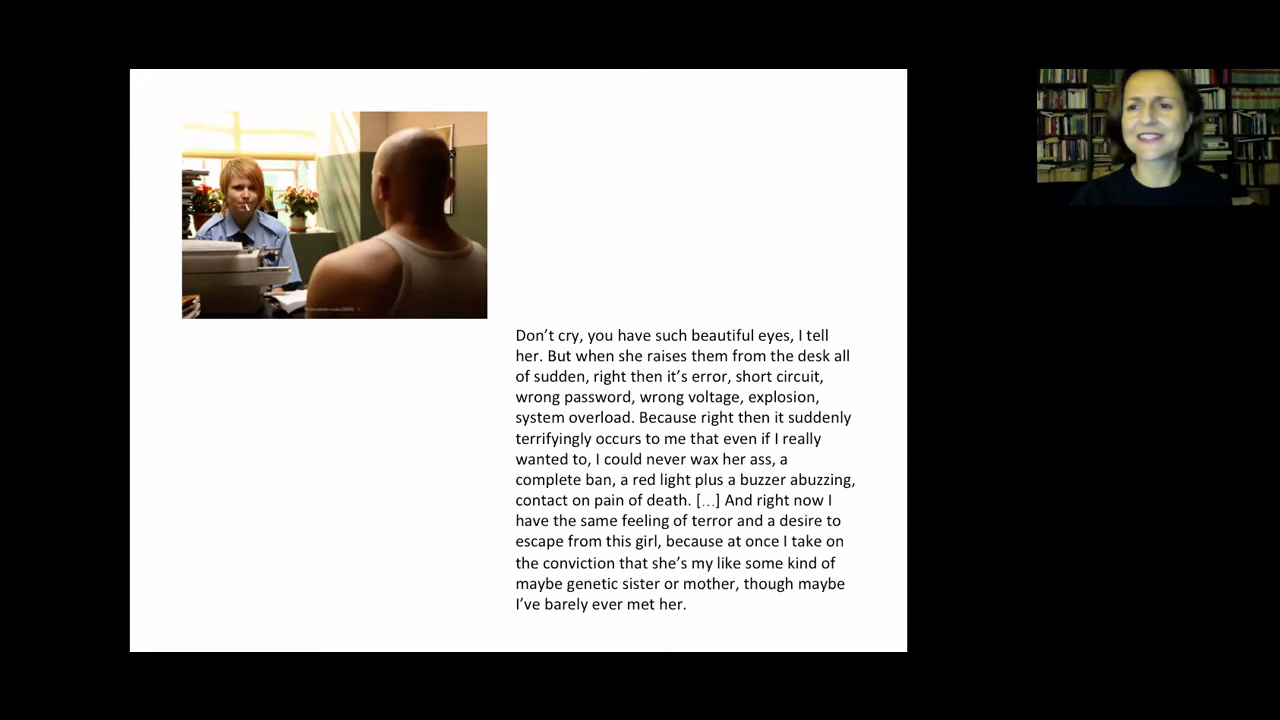 Don’t cry, you have such beautiful eyes, I tell
her. But when she raises them from the desk all
of sudden, right then it’s error, short circuit,
wrong password, wrong voltage, explosion,
system overload. Because right then it suddenly
terrifyingly occurs to me that even if I really
wanted to, I could never wax her ass, a
complete ban, a red light plus a buzzer abuzzing,
contact on pain of death. […] And right now I
have the same feeling of terror and a desire to
escape from this girl, because at once I take on
the conviction that she’s my like some kind of
maybe genetic sister or mother, though maybe
I’ve barely ever met her.